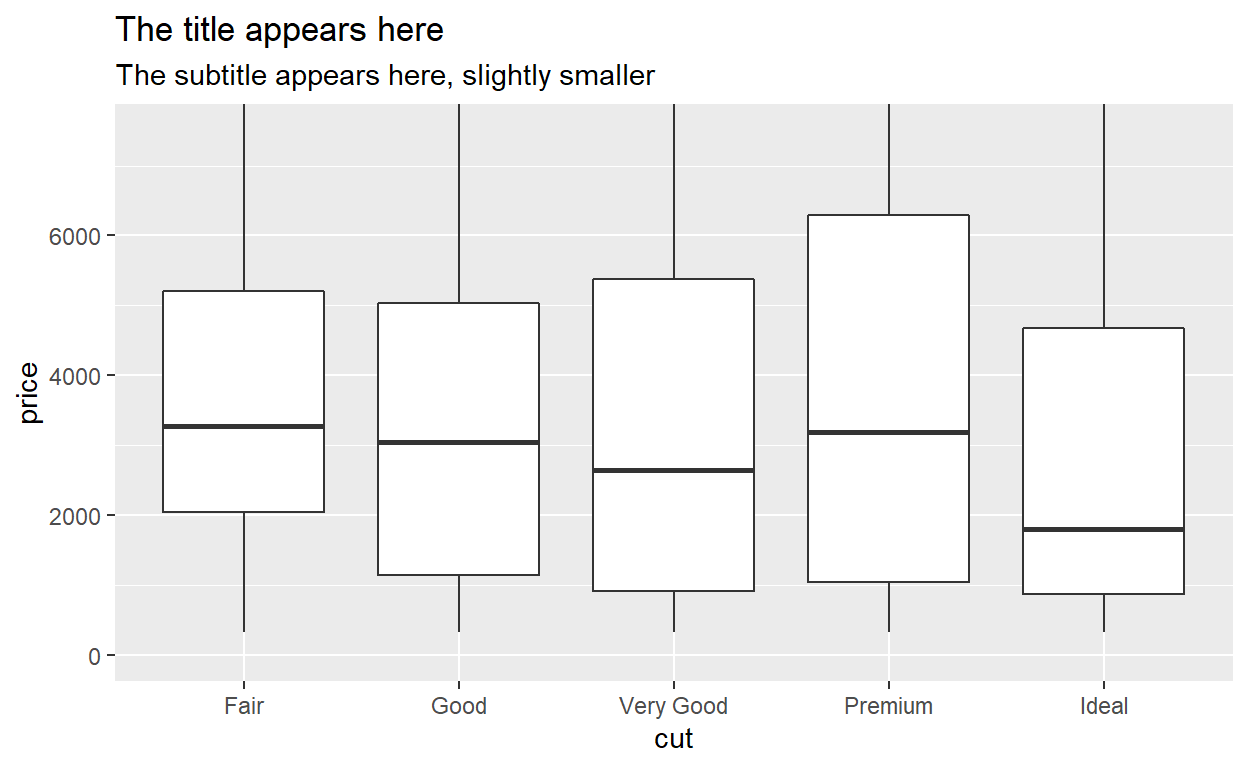 The title appears here
The subtitle appears here, slightly smaller
6000
4000
2000
0
price
Fair Good Very Good Premium Ideal
cut